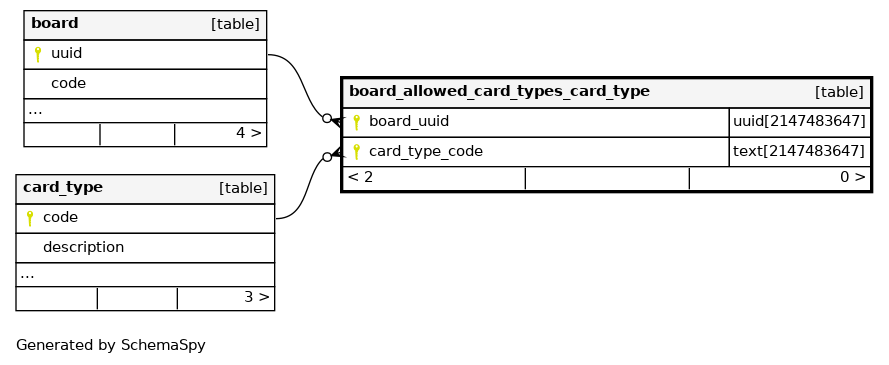 board [table]
uuid
code
...
4 >
board_allowed_card_types_card_type [table]
board_uuid uuid[2147483647]
card_type_code text[2147483647]
< 2 0 >
card_type [table]
code
description
...
3 >
Generated by SchemaSpy